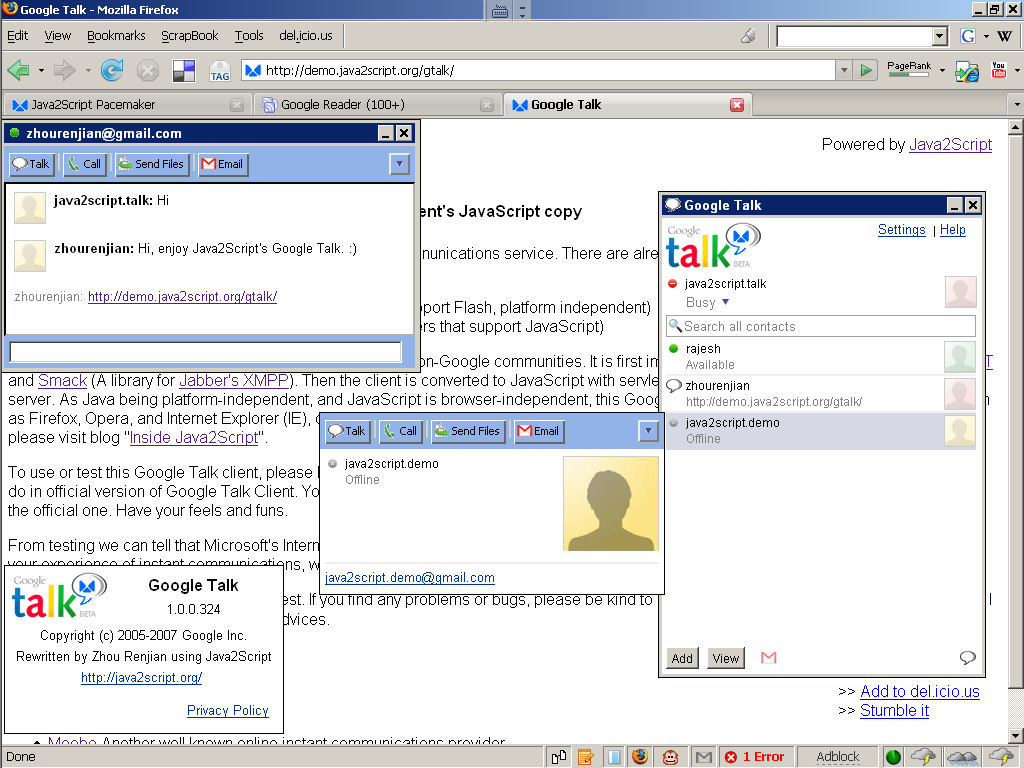 Google Talk - Mozilla Firefox
Edit View Bookmarks ScrapBook Tools del.icio.us
G W
TAG http://demo.java2script.org/gtalk/ PageRank You Tube
Java2Script Pacemaker Google Reader (100+) Google Talk
Powered by Java2Script
zhourenjian@gmail.com
Talk Call Send Files Email
java2script.talk: Hi
zhourenjian: Hi, enjoy Java2Script's Google Talk. :)
zhourenjian: http://demo.java2script.org/gtalk/
ent's JavaScript copy
unications service. There are alre
port Flash, platform independent)
ers that support JavaScript)
on-Google communities. It is first im T
and Smack (A library for Jabber's XMPP). Then the client is converted to JavaScript with servle
server. As Java being platform-independent, and JavaScript is browser-independent, this Goog m
as Firefox, Opera, and Internet Explorer (IE), c
please visit blog "Inside Java2Script".
To use or test this Google Talk client, please l
do in official version of Google Talk Client. Yo
the official one. Have your feels and funs.
From testing we can tell that Microsoft's Intern
your experience of instant communications, w
est. If you find any problems or bugs, please be kind to l
dvices.
Google Talk
Google
talk
BETA
Settings | Help
java2script.talk
Busy
Search all contacts
rajesh
Available
zhourenjian
http://demo.java2script.org/gtalk/
java2script.demo
Offline
Add View
Talk Call Send Files Email
java2script.demo
Offline
java2script.demo@gmail.com
Google
talk
BETA
Google Talk
1.0.0.324
Copyright (c) 2005-2007 Google Inc.
Rewritten by Zhou Renjian using Java2Script
http://java2script.org/
Privacy Policy
>> Add to del.icio.us
>> Stumble it
Meebo Another well known online instant communications provider
Done 1 Error Adblock